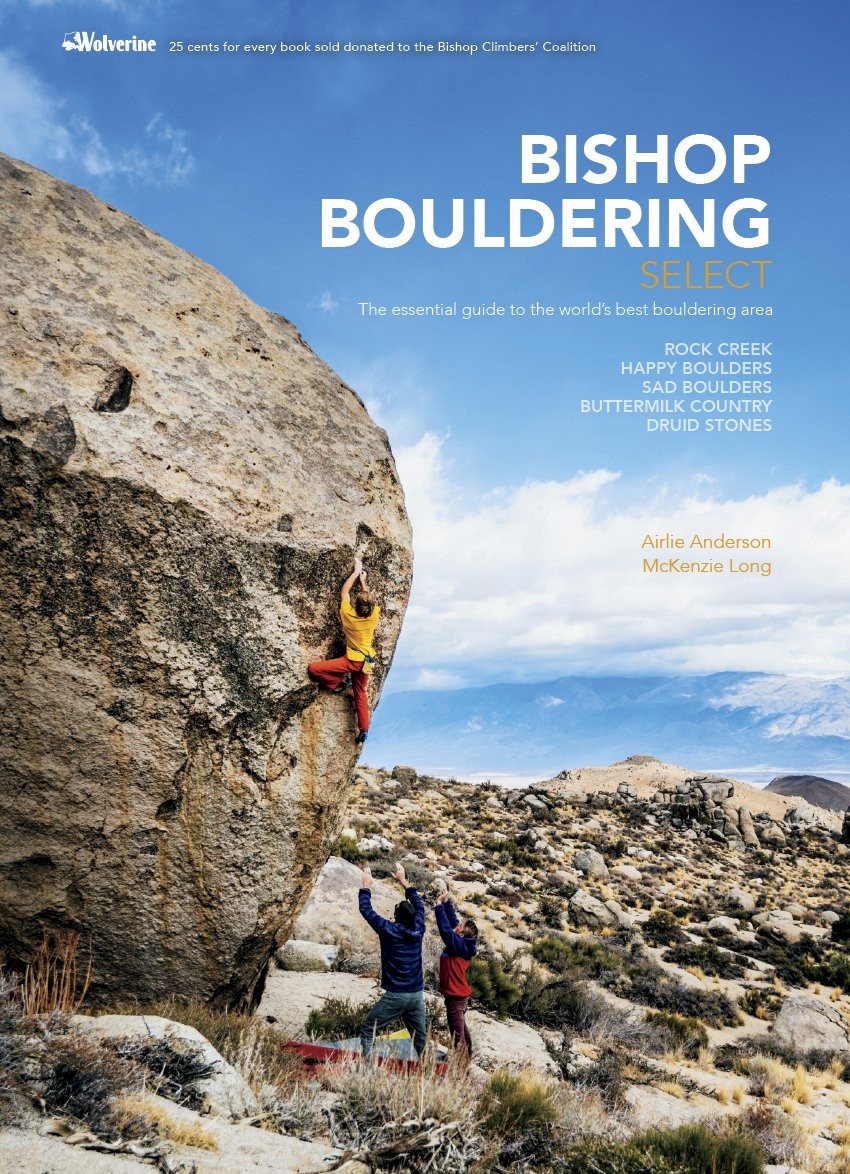 Wolverine 25 cents for every book sold donated to the Bishop Climbers’ Coalition
BISHOP
BOULDERING
SELECT
The essential guide to the world’s best bouldering area
ROCK CREEK
HAPPY BOULDERS
SAD BOULDERS
BUTTERMILK COUNTRY
DRUID STONES
Airlie Anderson
McKenzie Long